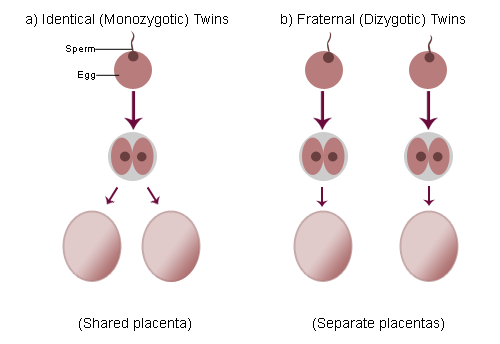 a) Identical (Monozygotic) Twins
b) Fraternal (Dizygotic) Twins
Sperm
Egg
(Shared placenta)
(Separate placentas)